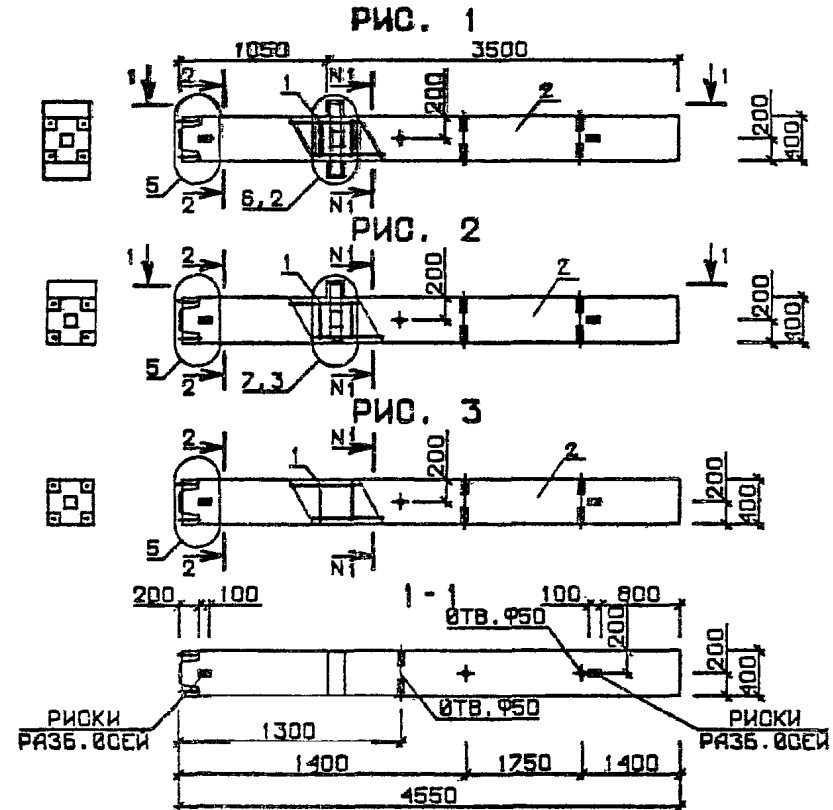 РИС. 1
1050 3500
1 2 N1 1
1 200 2
200 400
5 6,2
2 N1
РИС. 2
1 2 N1 1
1 200 2
200 400
5 7,3
2 N1
РИС. 3
2 N1
1 200 2
200 400
5
2 N1
200 100 1-1 100 800
ОТВ. Ф50 200
200 400
ОТВ. Ф50
РИСКИ РАЗБ. ОСЕЙ
РИСКИ РАЗБ. ОСЕЙ
1300
1400 1750 1400
4550